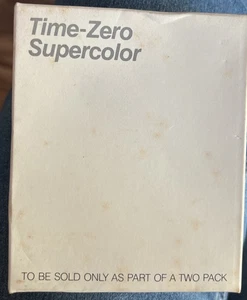 Time-Zero
Supercolor
TO BE SOLD ONLY AS PART OF A TWO PACK